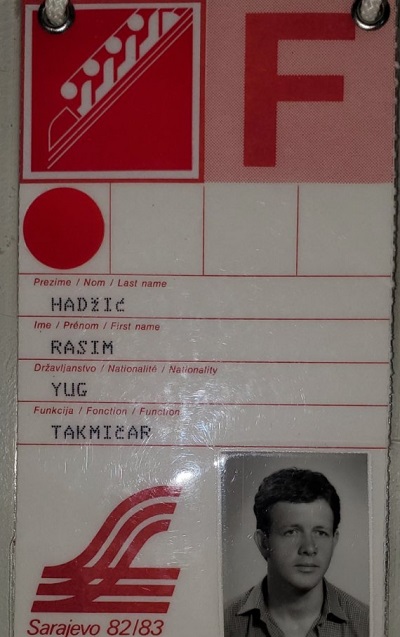 F
Prezime / Nom / Last name
HADžIć
Ime / Prénom / First name
RASIM
Državljanstvo / Nationalité / Nationality
YUG
Funkcija / Fonction / Function
TAKMIčAR
Sarajevo 82/83